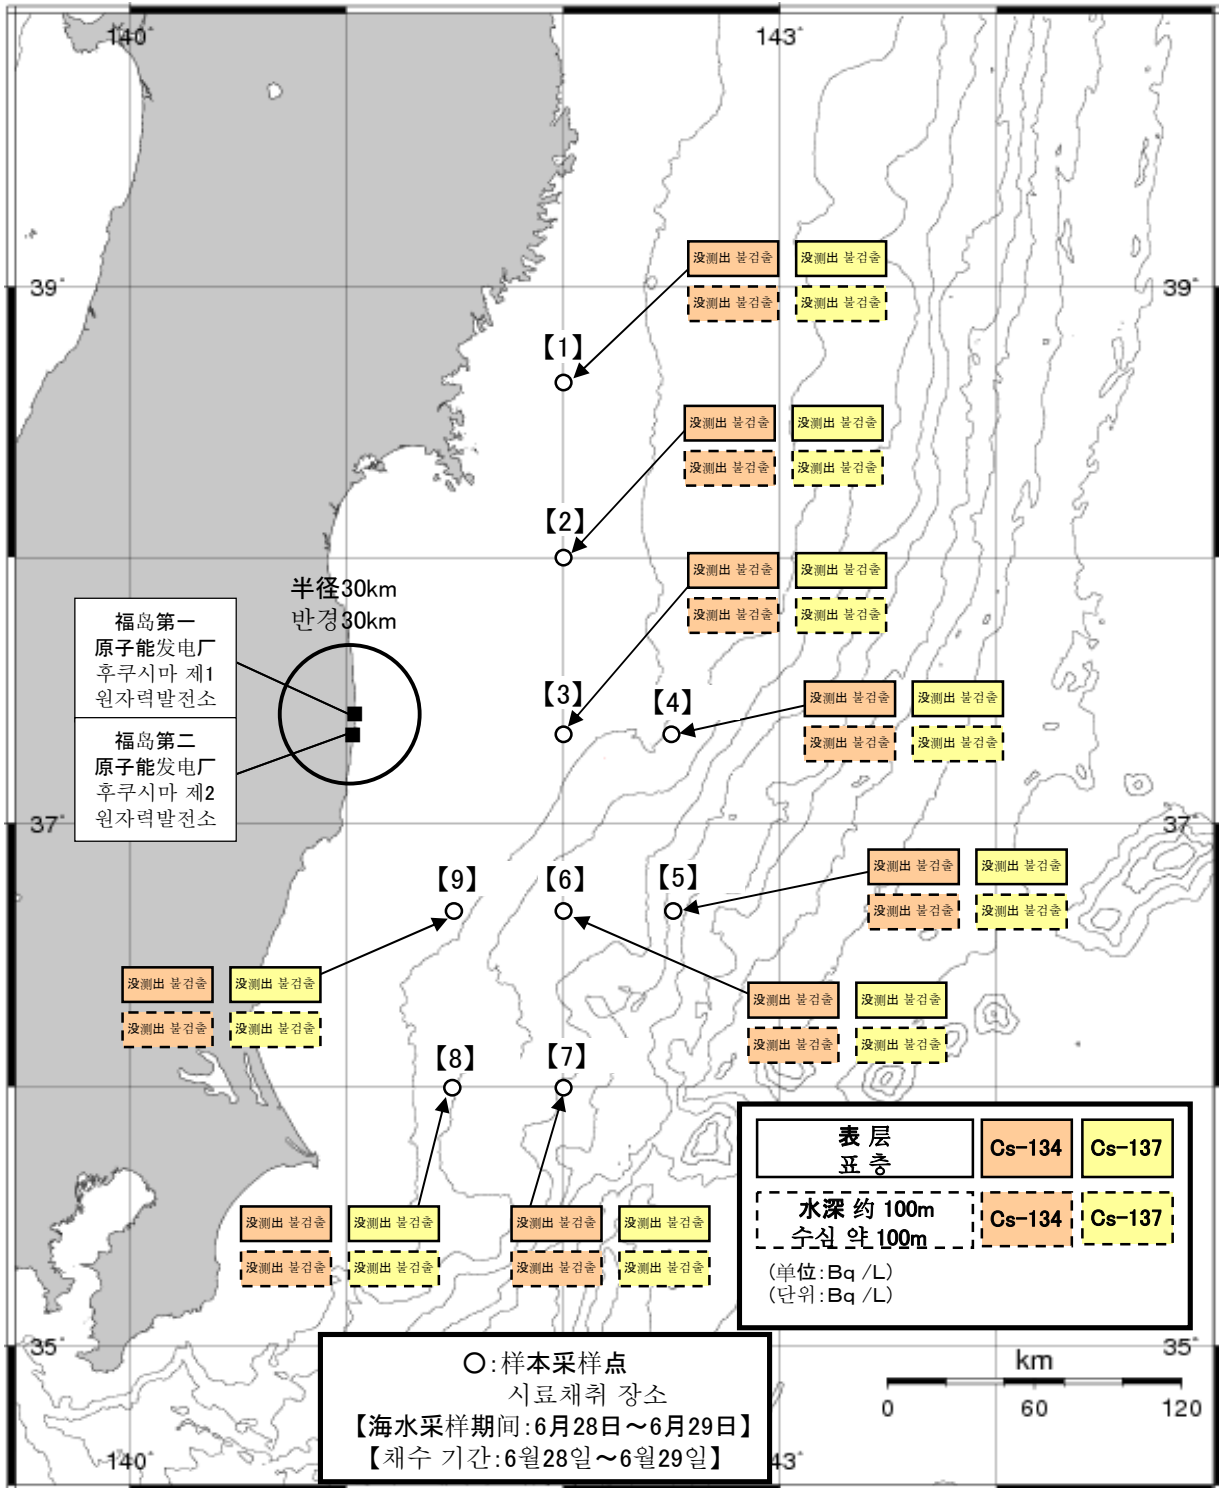 140°
143°
没测出 불검출
没测出 불검출
39°
39°
没测出 불검출
没测出 불검출
【1】
没测出 불검출
没测出 불검출
没测出 불검출
没测出 불검출
【2】
没测出 불검출
没测出 불검출
半径30km
반경30km
没测出 불검출
没测出 불검출
福岛第一
原子能发电厂
후쿠시마 제1
원자력발전소
福岛第二
原子能发电厂
후쿠시마 제2
원자력발전소
【3】
【4】
没测出 불검출
没测出 불검출
没测出 불검출
没测出 불검출
37°
37°
没测出 불검출
没测出 불검출
【9】
【6】
【5】
没测出 불검출
没测出 불검출
没测出 불검출
没测出 불검출
没测出 불검출
没测出 불검출
没测出 불검출
没测出 불검출
没测出 불검출
没测出 불검출
【8】
【7】
表层
표층
Cs-134
Cs-137
水深 约 100m
수심 약 100m
Cs-134
Cs-137
(单位:Bq/L)
(단위:Bq/L)
没测出 불검출
没测出 불검출
没测出 불검출
没测出 불검출
没测出 불검출
没测出 불검출
没测出 불검출
没测出 불검출
35°
35°
○:样本采样点
시료채취 장소
【海水采样期间:6月28日～6月29日】
【채수 기간:6월28일～6월29일】
km
0
60
120
140°
43°